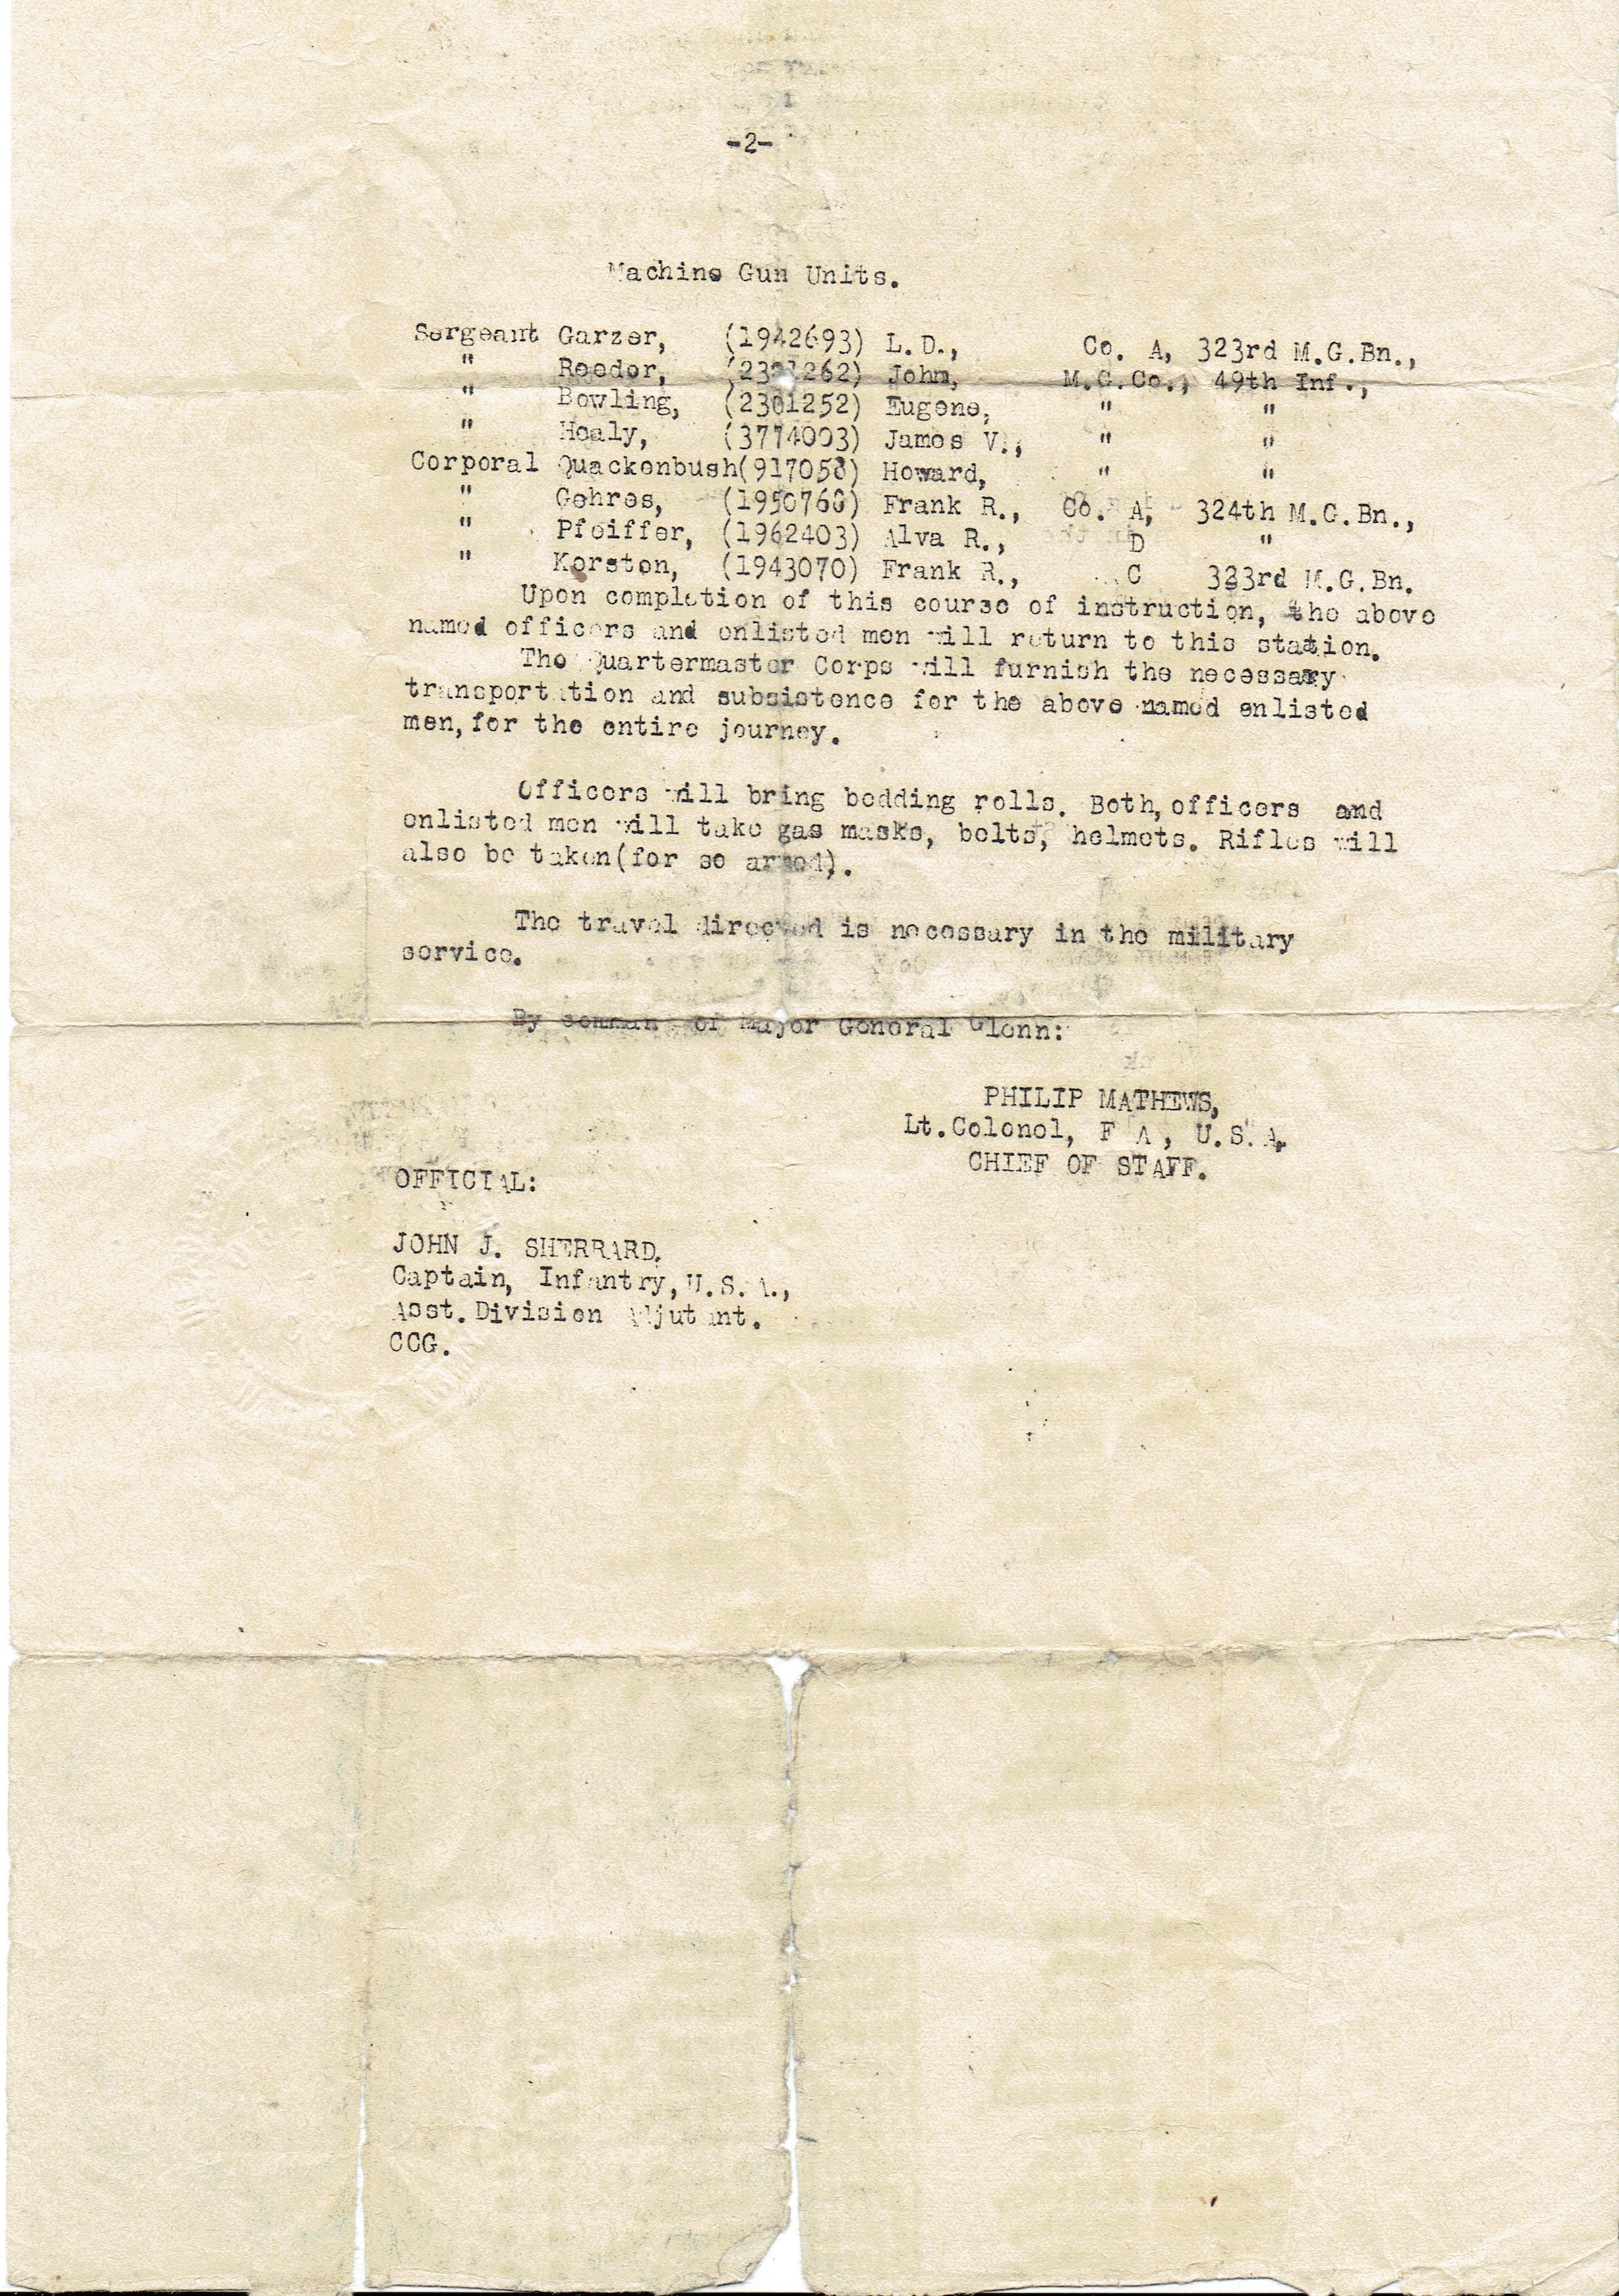 -2-
Machine Gun Units.
Sergeant Garzer, (1942693) L.D., Co. A, 323rd M.G.Bn.,
" Reeder, John, M.G.Co., 49th Inf.,
" Bowling, (2301252) Eugene, " "
" Healy, (3774003) James V., " "
Corporal Quackenbush(917058) Howard, " "
" Gehres, (1950768) Frank R., Co. A, 324th M.G.Bn.,
" Pfeiffer, (1962403) Alva R., D "
" Kerston, (1943070) Frank R., C 323rd M.G.Bn.
Upon completion of this course of instruction, the above
named officers and enlisted men will return to this station.
The Quartermaster Corps will furnish the necessary
transportation and subsistence for the above named enlisted
men,for the entire journey.
Officers will bring bedding rolls. Both,officers and
enlisted men will take gas masks, belts, helmets. Rifles will
also be taken(for so armed).
The travel directed is necessary in the military
service.
By command of Major General Glenn:
PHILIP MATHEWS,
Lt.Colonel, F A , U.S.A.
CHIEF OF STAFF.
OFFICIAL:
JOHN J. SHERRARD.
Captain, Infantry,U.S.A.,
Asst.Division Adjutant.
CCG.